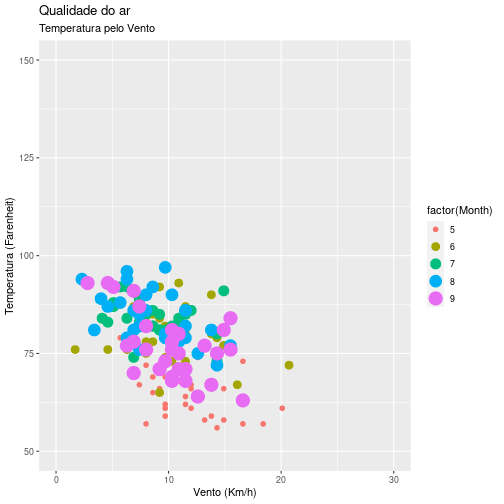 Qualidade do ar
Temperatura pelo Vento
150
125
100
75
50
Temperatura (Farenheit)
0
10
20
30
Vento (Km/h)
factor(Month)
5
6
7
8
9